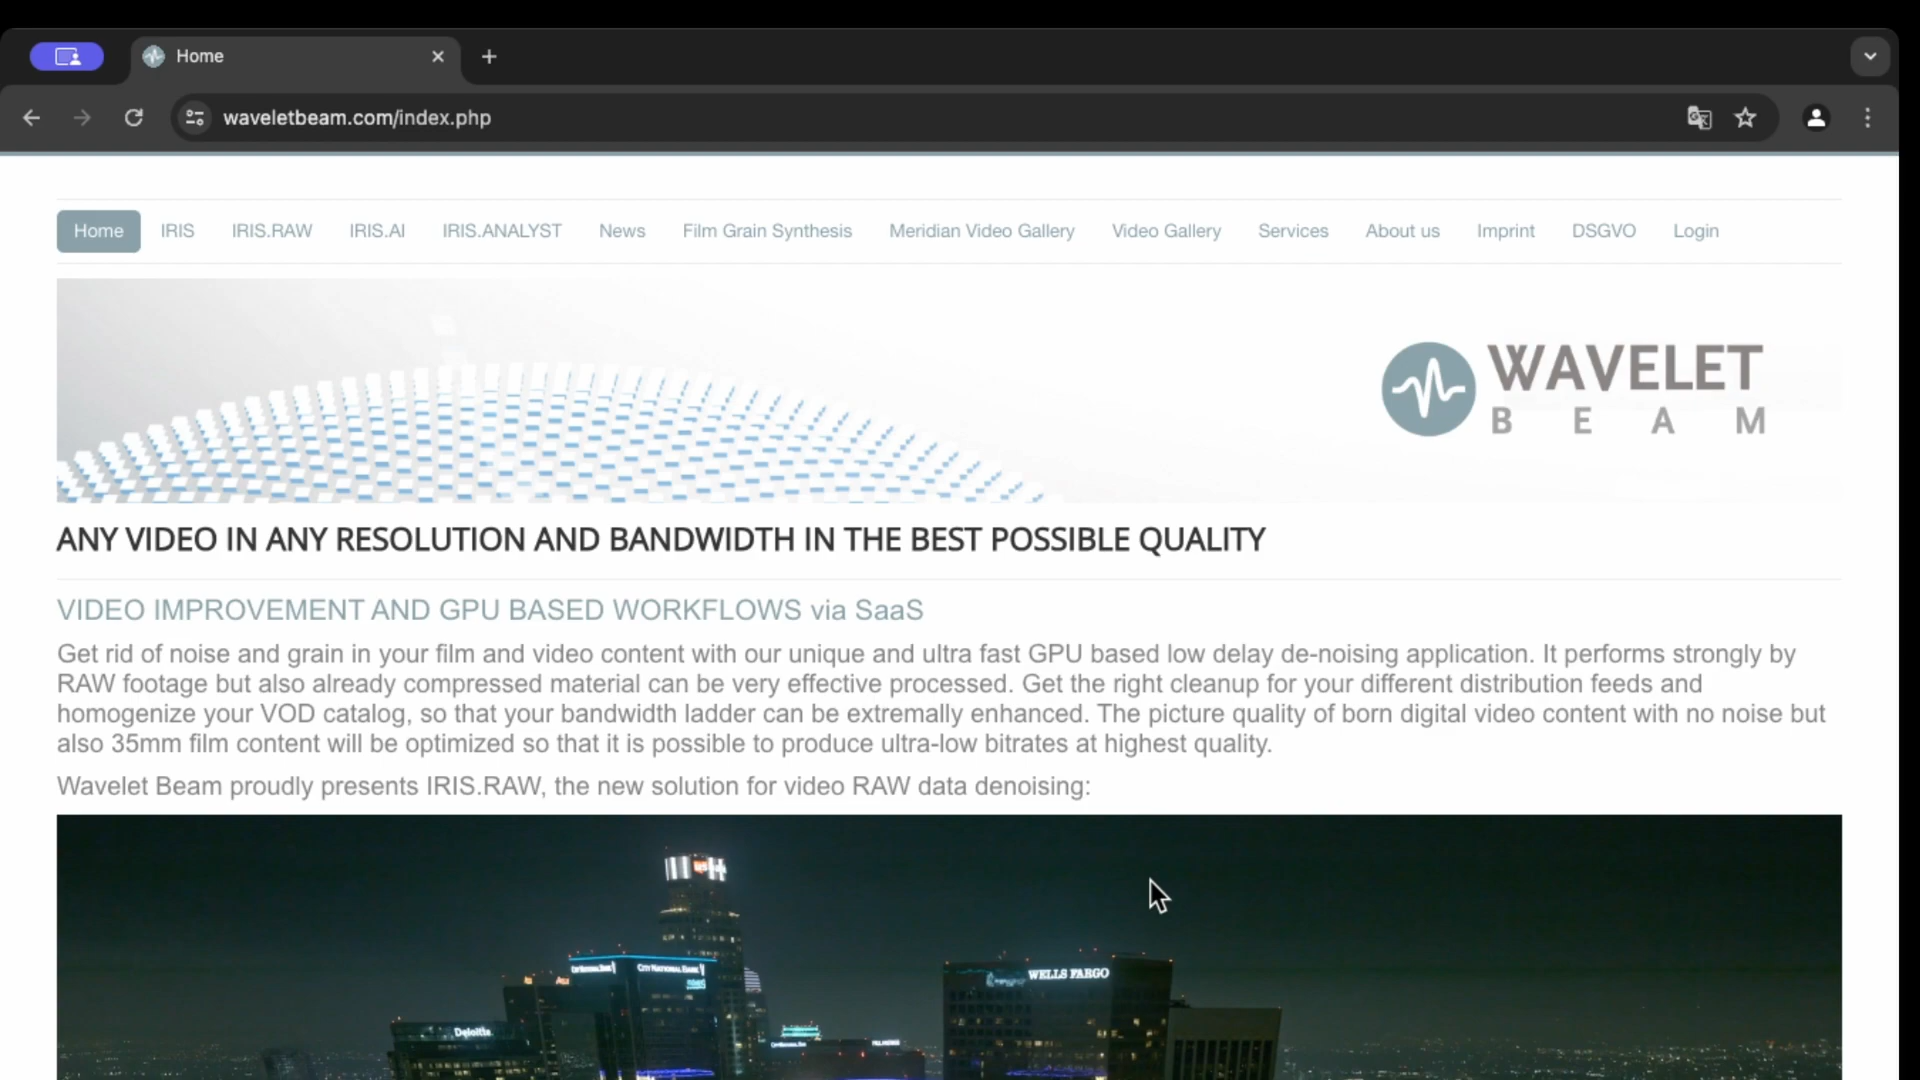 Home
waveletbeam.com/index.php
Home IRIS IRIS.RAW IRIS.AI IRIS.ANALYST News Film Grain Synthesis Meridian Video Gallery Video Gallery Services About us Imprint DSGVO Login
WAVELET
BEAM
ANY VIDEO IN ANY RESOLUTION AND BANDWIDTH IN THE BEST POSSIBLE QUALITY
VIDEO IMPROVEMENT AND GPU BASED WORKFLOWS via SaaS
Get rid of noise and grain in your film and video content with our unique and ultra fast GPU based low delay de-noising application. It performs strongly by
RAW footage but also already compressed material can be very effective processed. Get the right cleanup for your different distribution feeds and
homogenize your VOD catalog, so that your bandwidth ladder can be extremally enhanced. The picture quality of born digital video content with no noise but
also 35mm film content will be optimized so that it is possible to produce ultra-low bitrates at highest quality.
Wavelet Beam proudly presents IRIS.RAW, the new solution for video RAW data denoising:
CITY NATIONAL BANK
WELLS FARGO
Deloitte